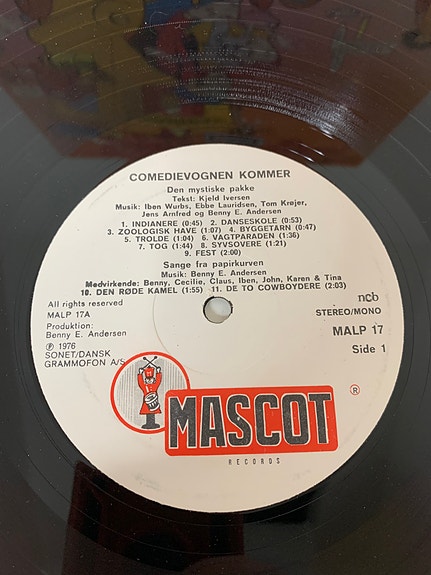 COMEDIEVOGNEN KOMMER
Den mystiske pakke
Tekst: Kjeld Iversen
Musik: Iben Wurbs, Ebbe Lauridsen, Tom Krøjer,
Jens Arnfred og Benny E. Andersen
1. INDIANERE (0:45) 2. DANSESKOLE (0:53)
3. ZOOLOGISK HAVE (1:07) 4. BYGGETARN (0:47)
5. TROLDE (1:04) 6. VAGTPARADEN (1:36)
7. TOG (1:44) 8. SYVSOVERE (1:21)
9. FEST (2:00)
Sange fra papirkurven
Musik: Benny E. Andersen
Medvirkende: Benny, Cecilie, Claus, Iben, John, Karen & Tina
10. DEN RØDE KAMEL (1:55) 11. DE TO COWBOYDERE (2:03)
All rights reserved
MALP 17A
Produktion:
Benny E. Andersen
Ⓟ 1976
SONET/DANSK
GRAMMOFON A/S
ncb
STEREO/MONO
MALP 17
Side 1
MASCOT ®
RECORDS